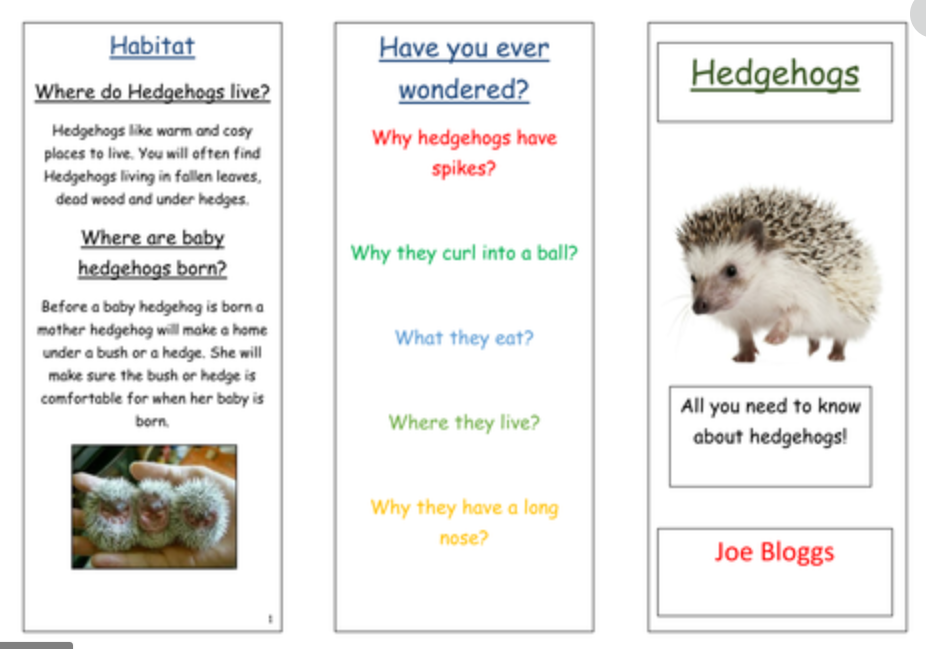 Habitat
Where do Hedgehogs live?
Hedgehogs like warm and cosy
places to live. You will often find
Hedgehogs living in fallen leaves,
dead wood and under hedges.
Where are baby
hedgehogs born?
Before a baby hedgehog is born a
mother hedgehog will make a home
under a bush or a hedge. She will
make sure the bush or hedge is
comfortable for when her baby is
born.
1
Have you ever
wondered?
Why hedgehogs have
spikes?
Why they curl into a ball?
What they eat?
Where they live?
Why they have a long
nose?
Hedgehogs
All you need to know
about hedgehogs!
Joe Bloggs